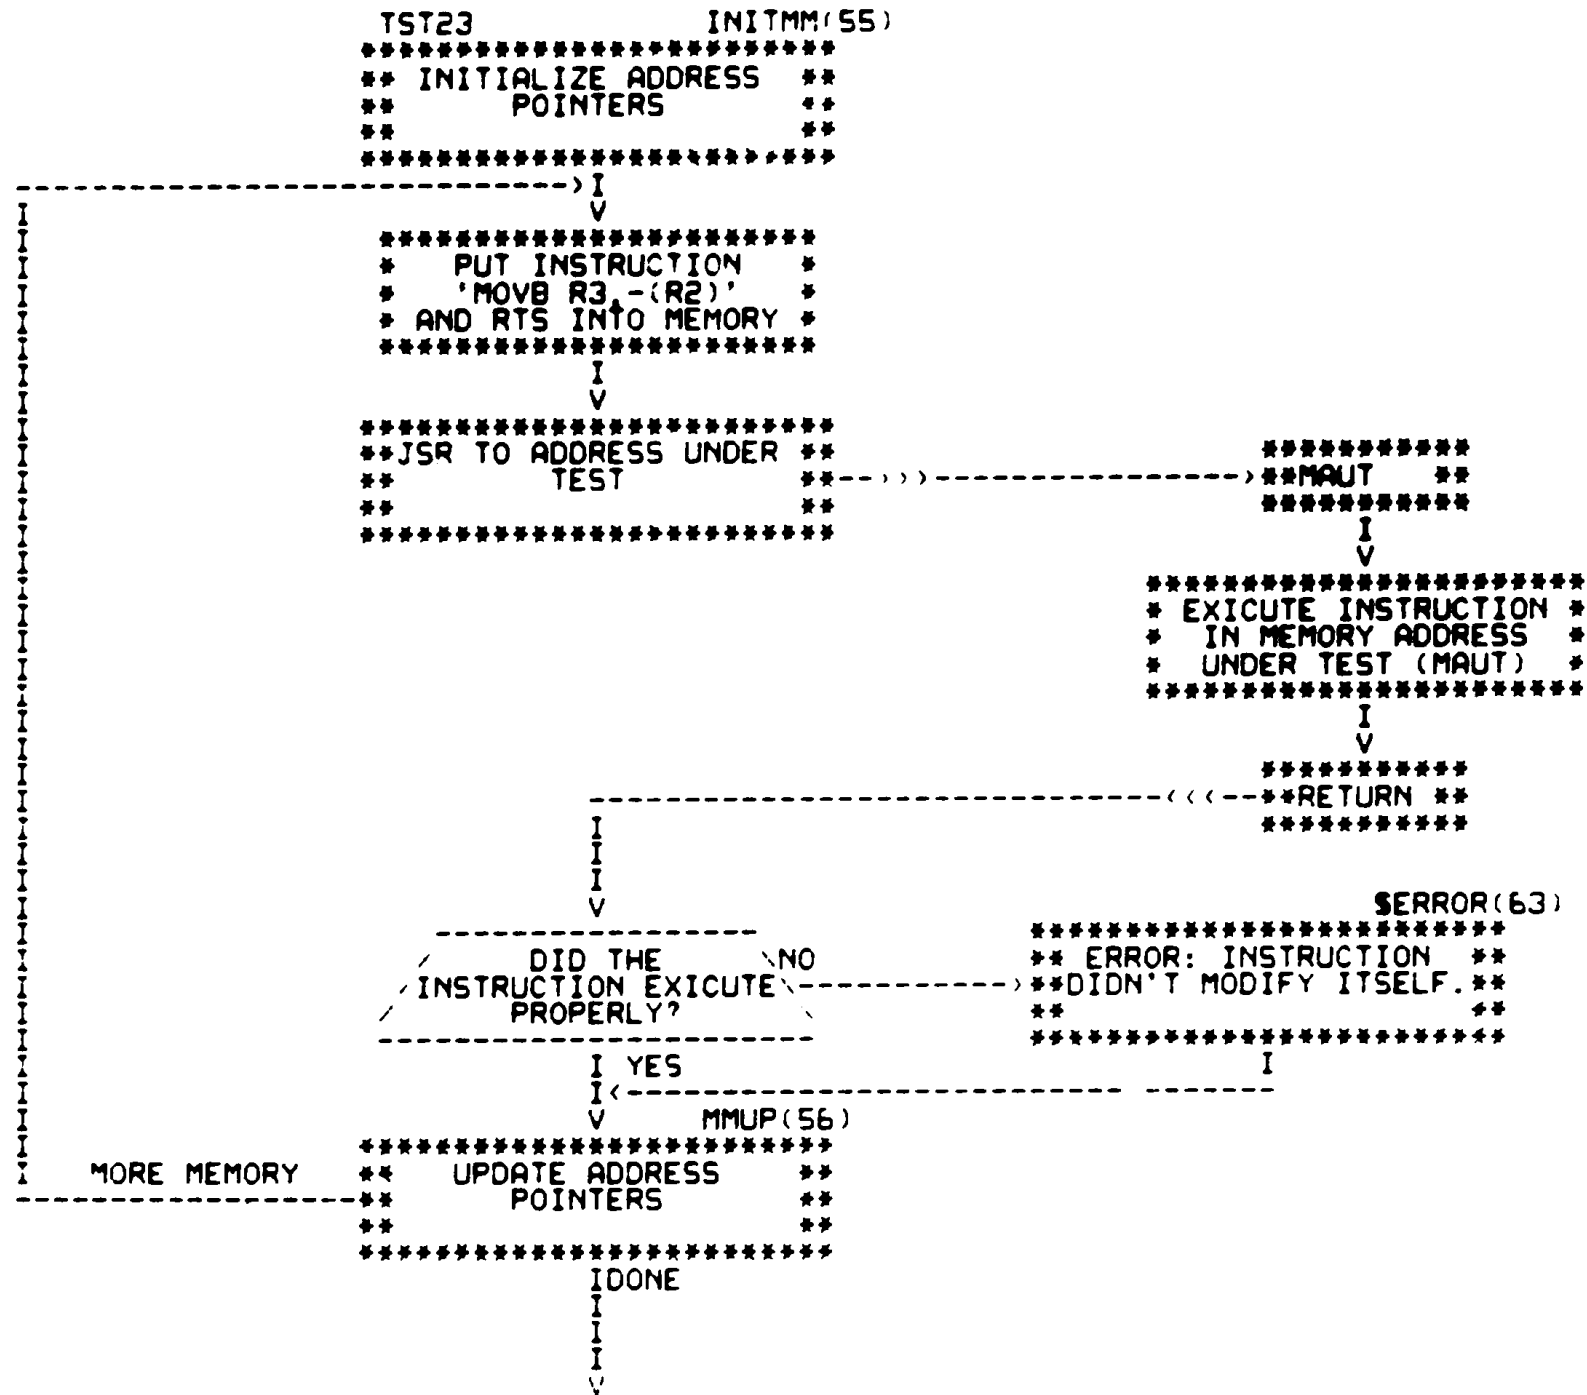 TST23 INITMM(55)
INITIALIZE ADDRESS
POINTERS
PUT INSTRUCTION
'MOVB R3,-(R2)'
AND RTS INTO MEMORY
JSR TO ADDRESS UNDER
TEST
MAUT
EXICUTE INSTRUCTION
IN MEMORY ADDRESS
UNDER TEST (MAUT)
RETURN
DID THE
INSTRUCTION EXICUTE
PROPERLY?
NO
$ERROR(63)
ERROR: INSTRUCTION
DIDN'T MODIFY ITSELF.
YES
MMUP(56)
MORE MEMORY
UPDATE ADDRESS
POINTERS
DONE